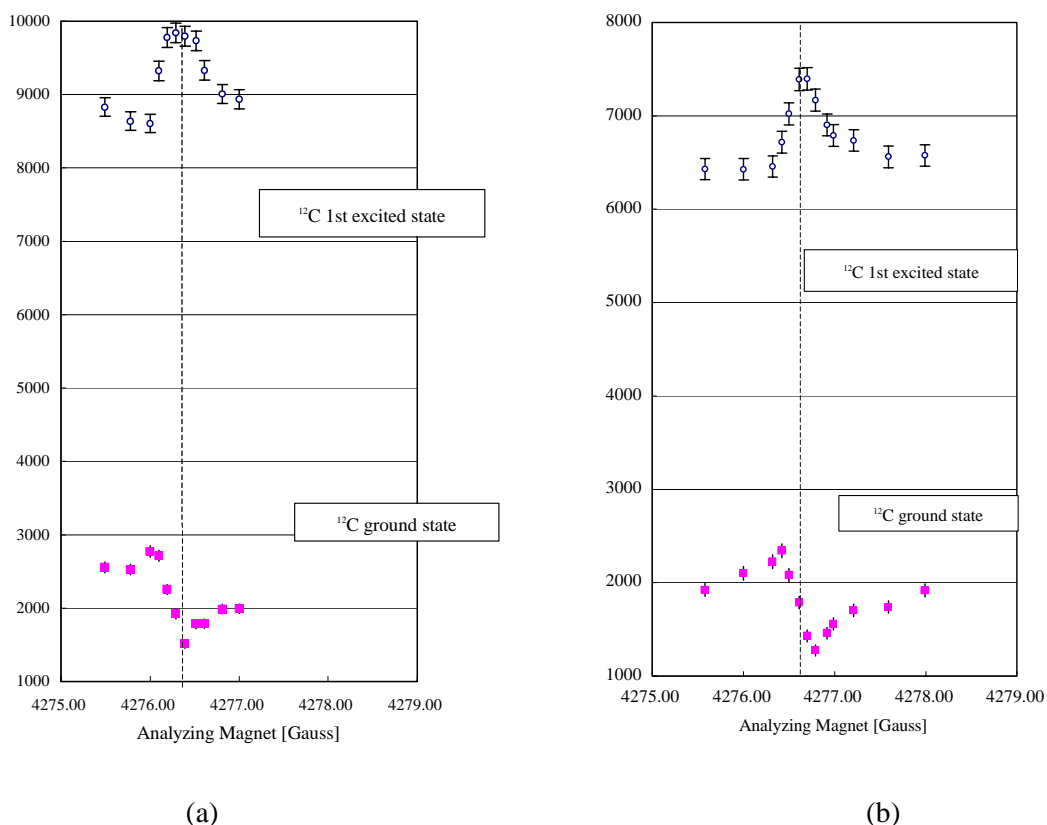 10000
9000
8000
7000
6000
5000
4000
3000
2000
1000
4275.00 4276.00 4277.00 4278.00 4279.00
Analyzing Magnet [Gauss]
¹²C 1st excited state
¹²C ground state
(a)
8000
7000
6000
5000
4000
3000
2000
1000
4275.00 4276.00 4277.00 4278.00 4279.00
Analyzing Magnet [Gauss]
¹²C 1st excited state
¹²C ground state
(b)